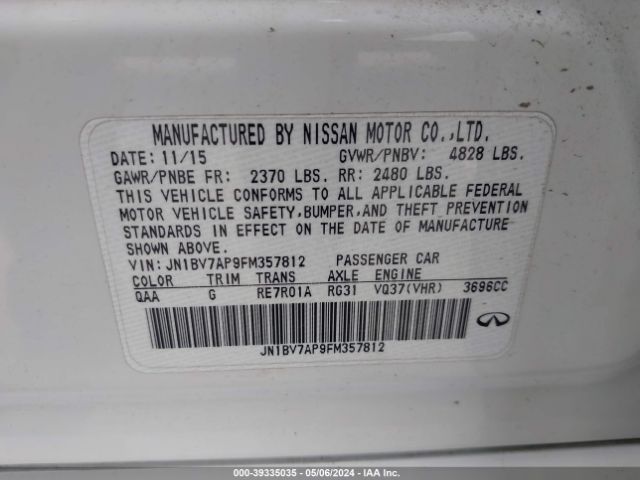 MANUFACTURED BY NISSAN MOTOR CO.,LTD.
DATE: 11/15 GVWR/PNBV: 4828 LBS.
GAWR/PNBE FR: 2370 LBS. RR: 2480 LBS.
THIS VEHICLE CONFORMS TO ALL APPLICABLE FEDERAL
MOTOR VEHICLE SAFETY,BUMPER,AND THEFT PREVENTION
STANDARDS IN EFFECT ON THE DATE OF MANUFACTURE
SHOWN ABOVE.
VIN: JN1BV7AP9FM357812 PASSENGER CAR
COLOR TRIM TRANS AXLE ENGINE
QAA G RE7R01A RG31 VQ37(VHR) 3696CC
JN1BV7AP9FM357812
000-39335035 - 05/06/2024 - IAA Inc.